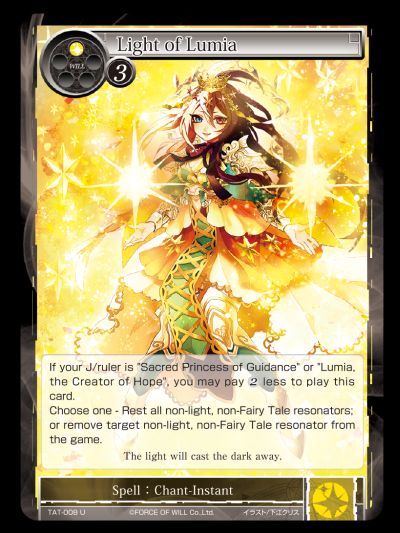 Light of Lumia
WILL
3
If your J/ruler is "Sacred Princess of Guidance" or "Lumia,
the Creator of Hope", you may pay 2 less to play this
card.
Choose one - Rest all non-light, non-Fairy Tale resonators;
or remove target non-light, non-Fairy Tale resonator from
the game.
The light will cast the dark away.
Spell : Chant-Instant
TAT-008 U ©FORCE OF WILL Co.,Ltd. イラスト/下江クリス